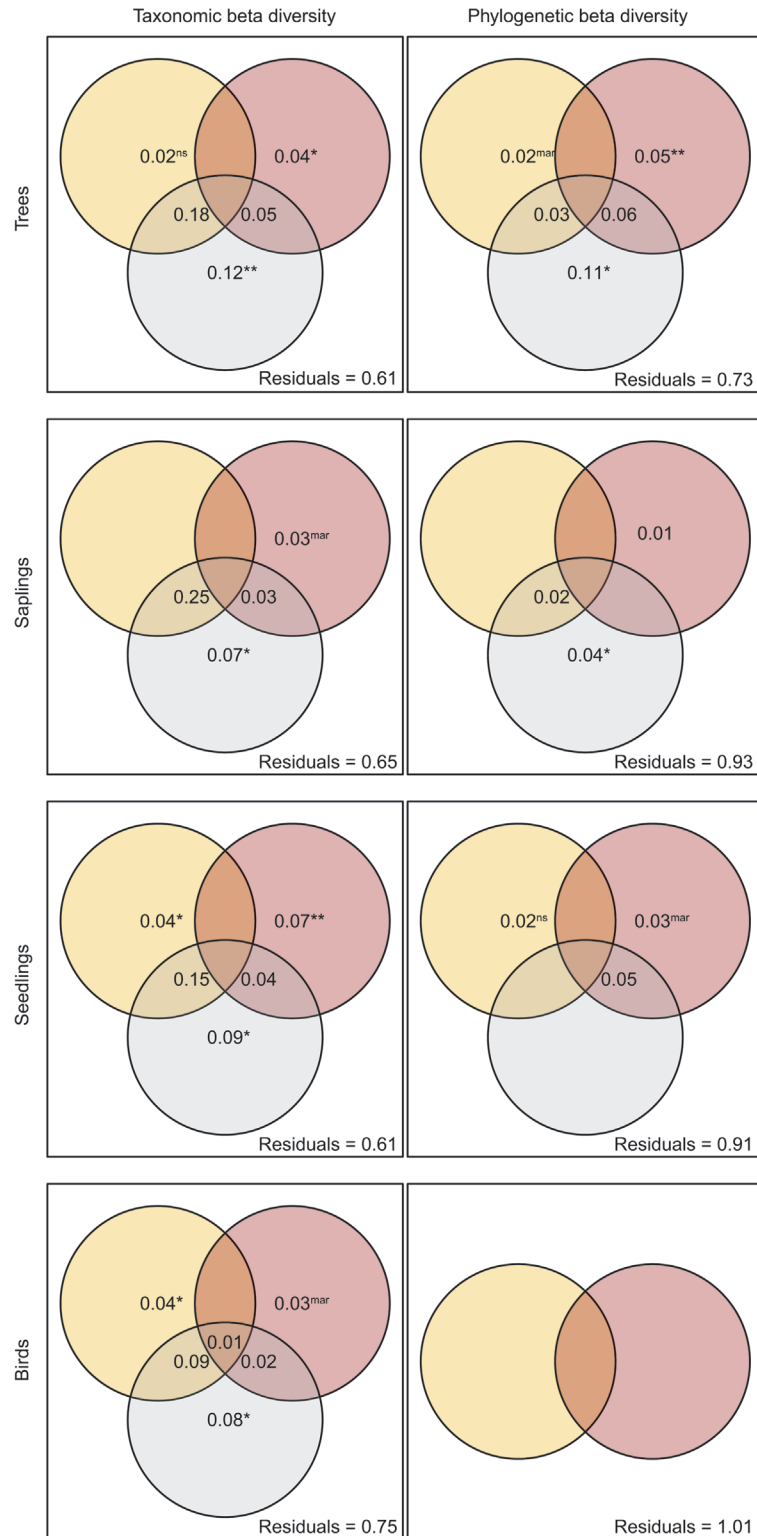 Taxonomic beta diversity
Phylogenetic beta diversity
Trees
0.02ns
0.04*
0.18
0.05
0.12**
Residuals = 0.61
0.02mar
0.05**
0.03
0.06
0.11*
Residuals = 0.73
Saplings
0.03mar
0.25
0.03
0.07*
Residuals = 0.65
0.01
0.02
0.04*
Residuals = 0.93
Seedlings
0.04*
0.07**
0.15
0.04
0.09*
Residuals = 0.61
0.02ns
0.03mar
0.05
Residuals = 0.91
Birds
0.04*
0.03mar
0.01
0.09
0.02
0.08*
Residuals = 0.75
Residuals = 1.01